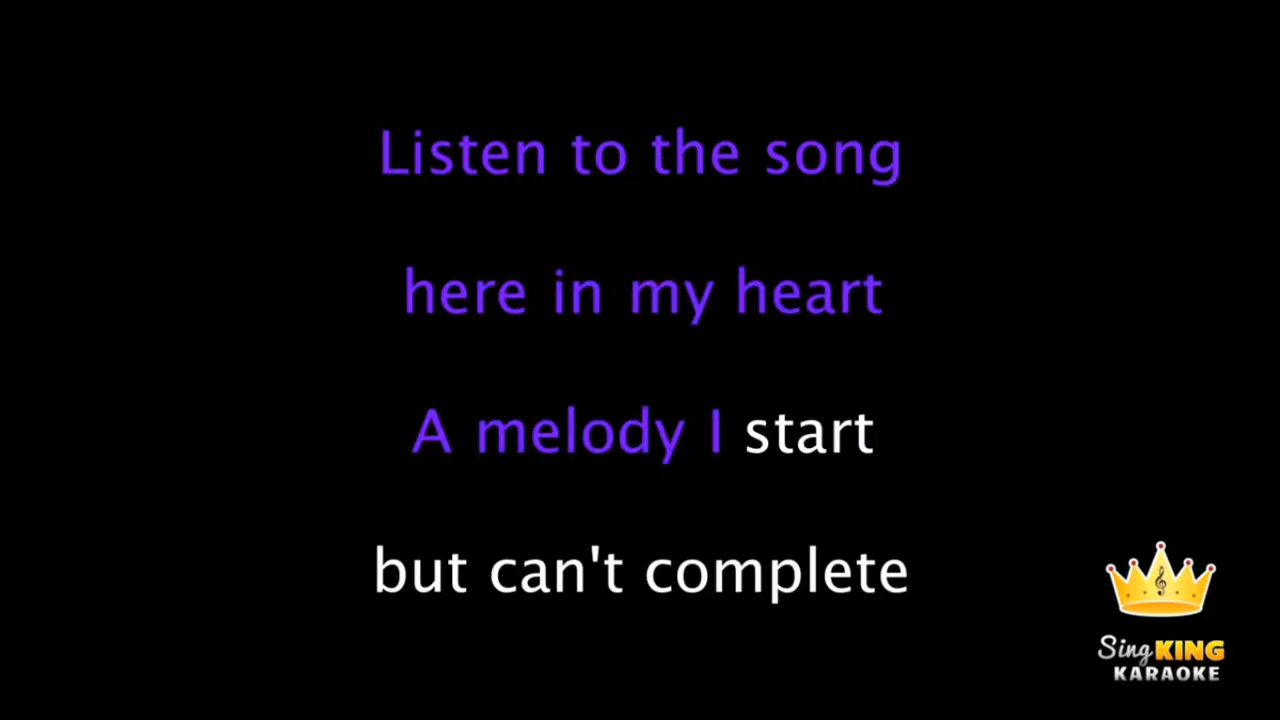 Listen to the song
here in my heart
A melody I start
but can't complete
Sing KING
KARAOKE